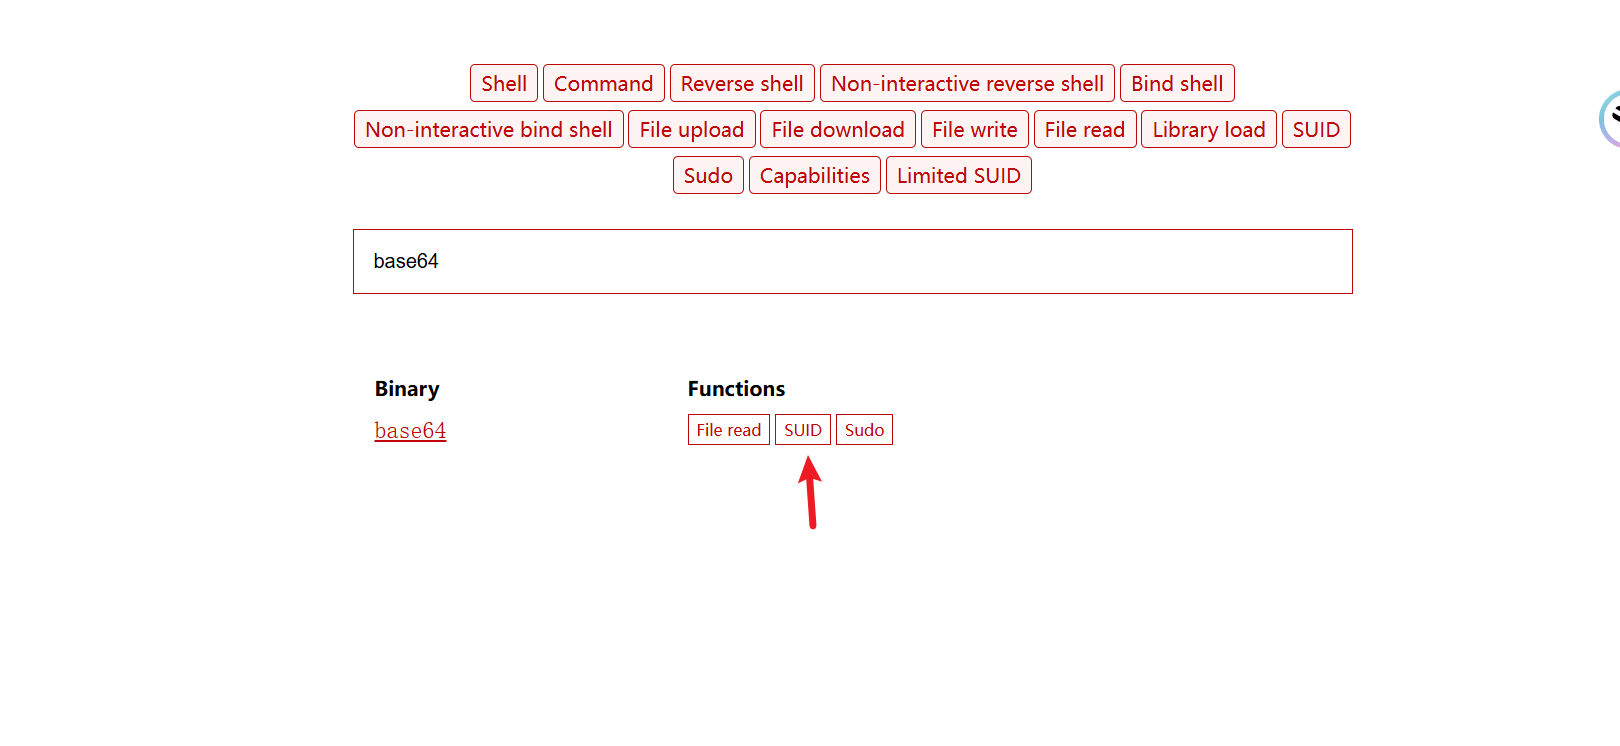 Shell Command Reverse shell Non-interactive reverse shell Bind shell
Non-interactive bind shell File upload File download File write File read Library load SUID
Sudo Capabilities Limited SUID
base64
Binary Functions
base64 File read SUID Sudo